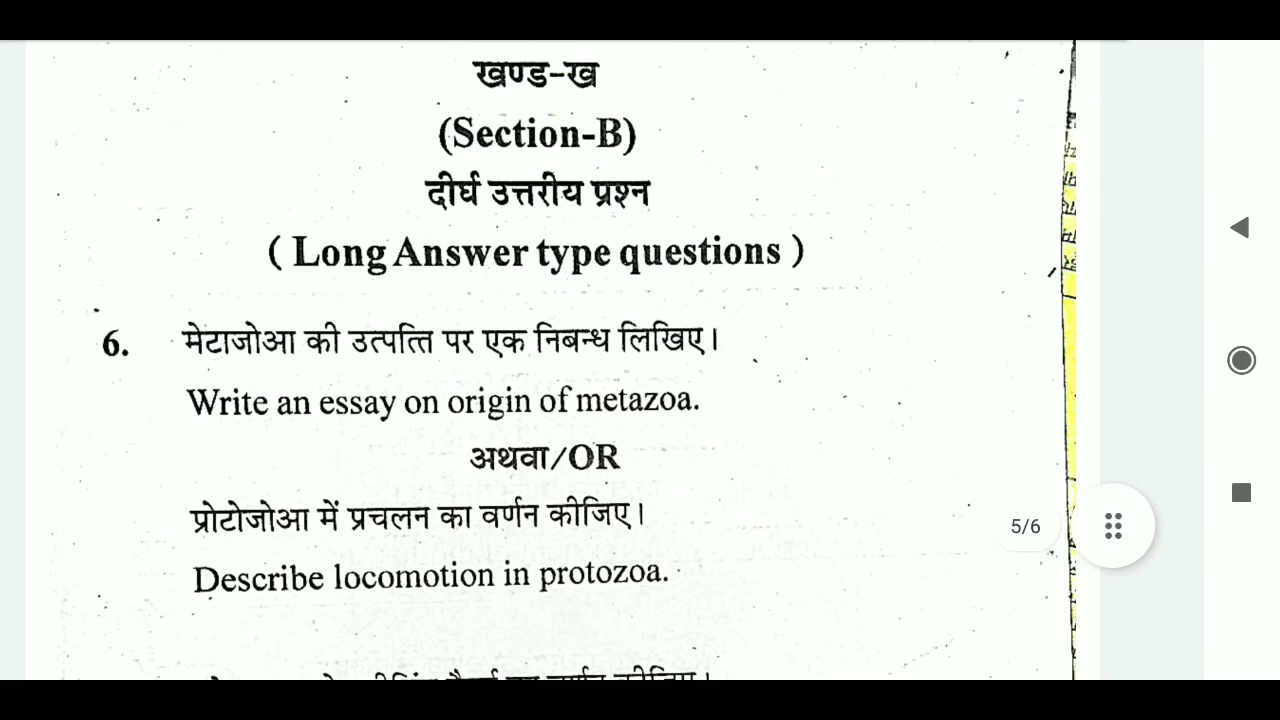 खण्ड-ख
(Section-B)
दीर्घ उत्तरीय प्रश्न
( Long Answer type questions )
6. मेटाजोआ की उत्पत्ति पर एक निबन्ध लिखिए।
Write an essay on origin of metazoa.
अथवा/OR
प्रोटोजोआ में प्रचलन का वर्णन कीजिए।
5/6
Describe locomotion in protozoa.